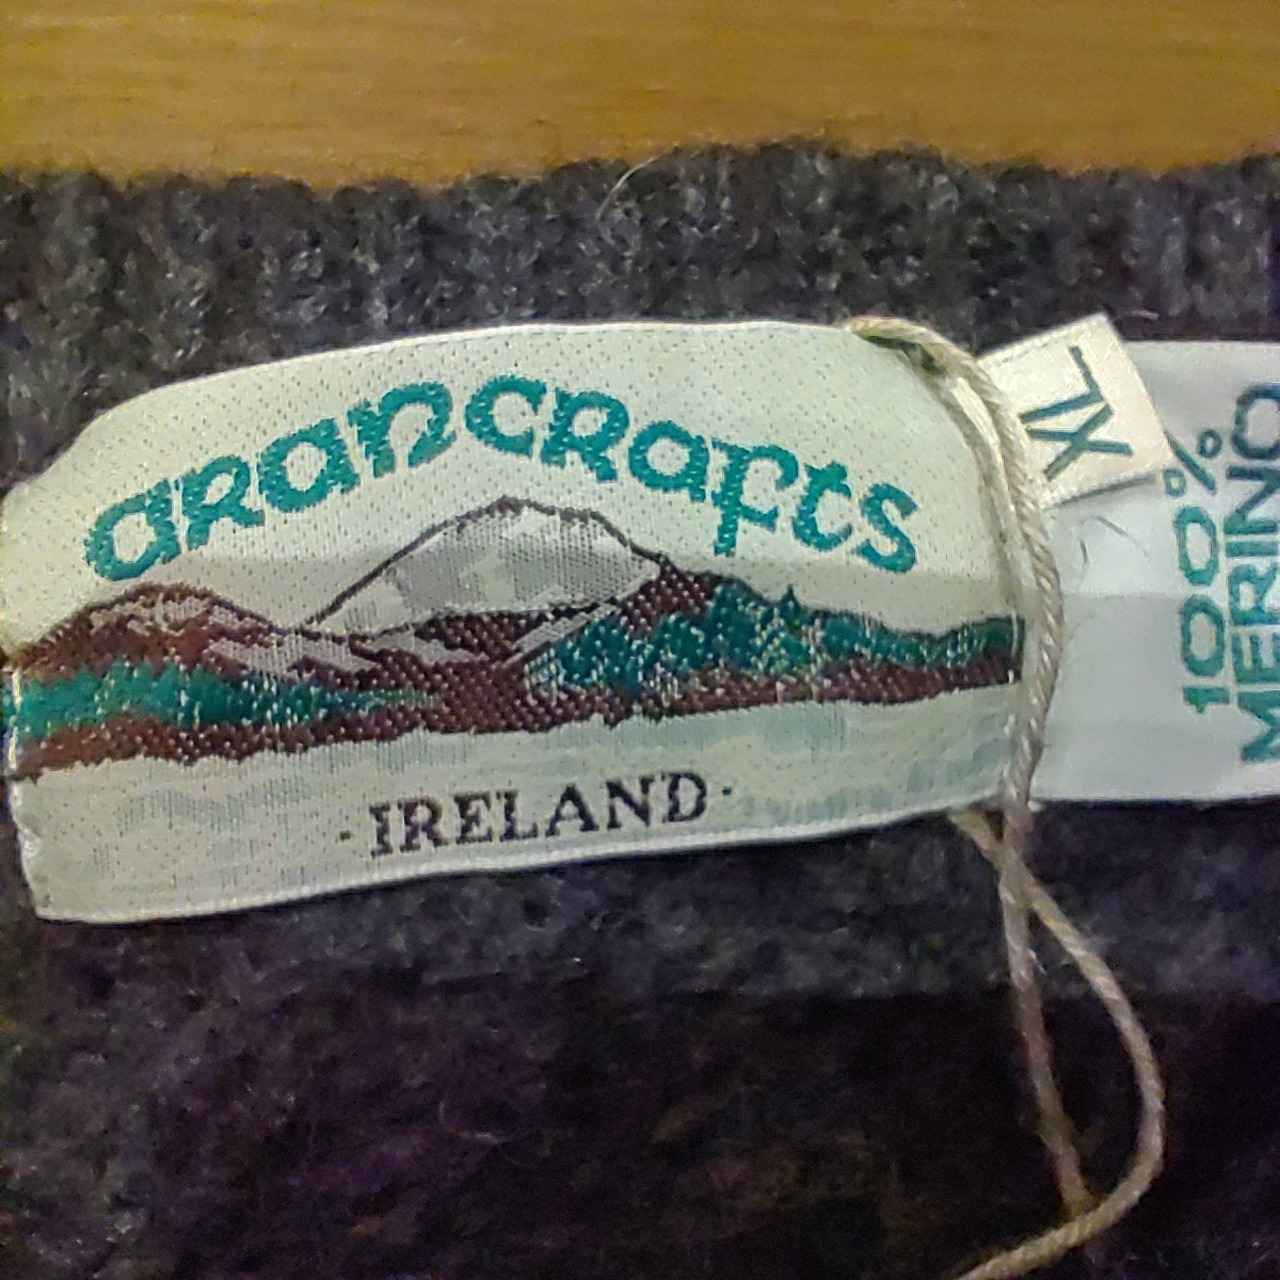 arancrafts
·IRELAND·
XL
100%
MERINO